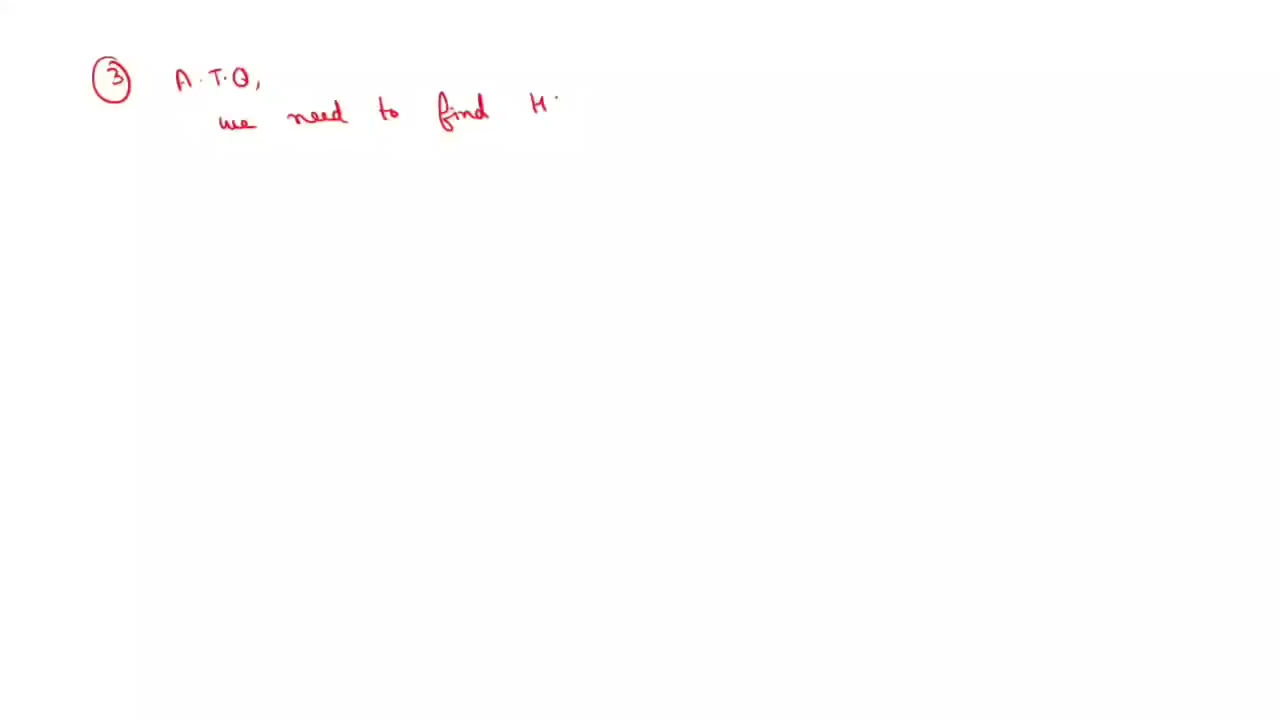 ③ A.T.Q,
we need to find H.